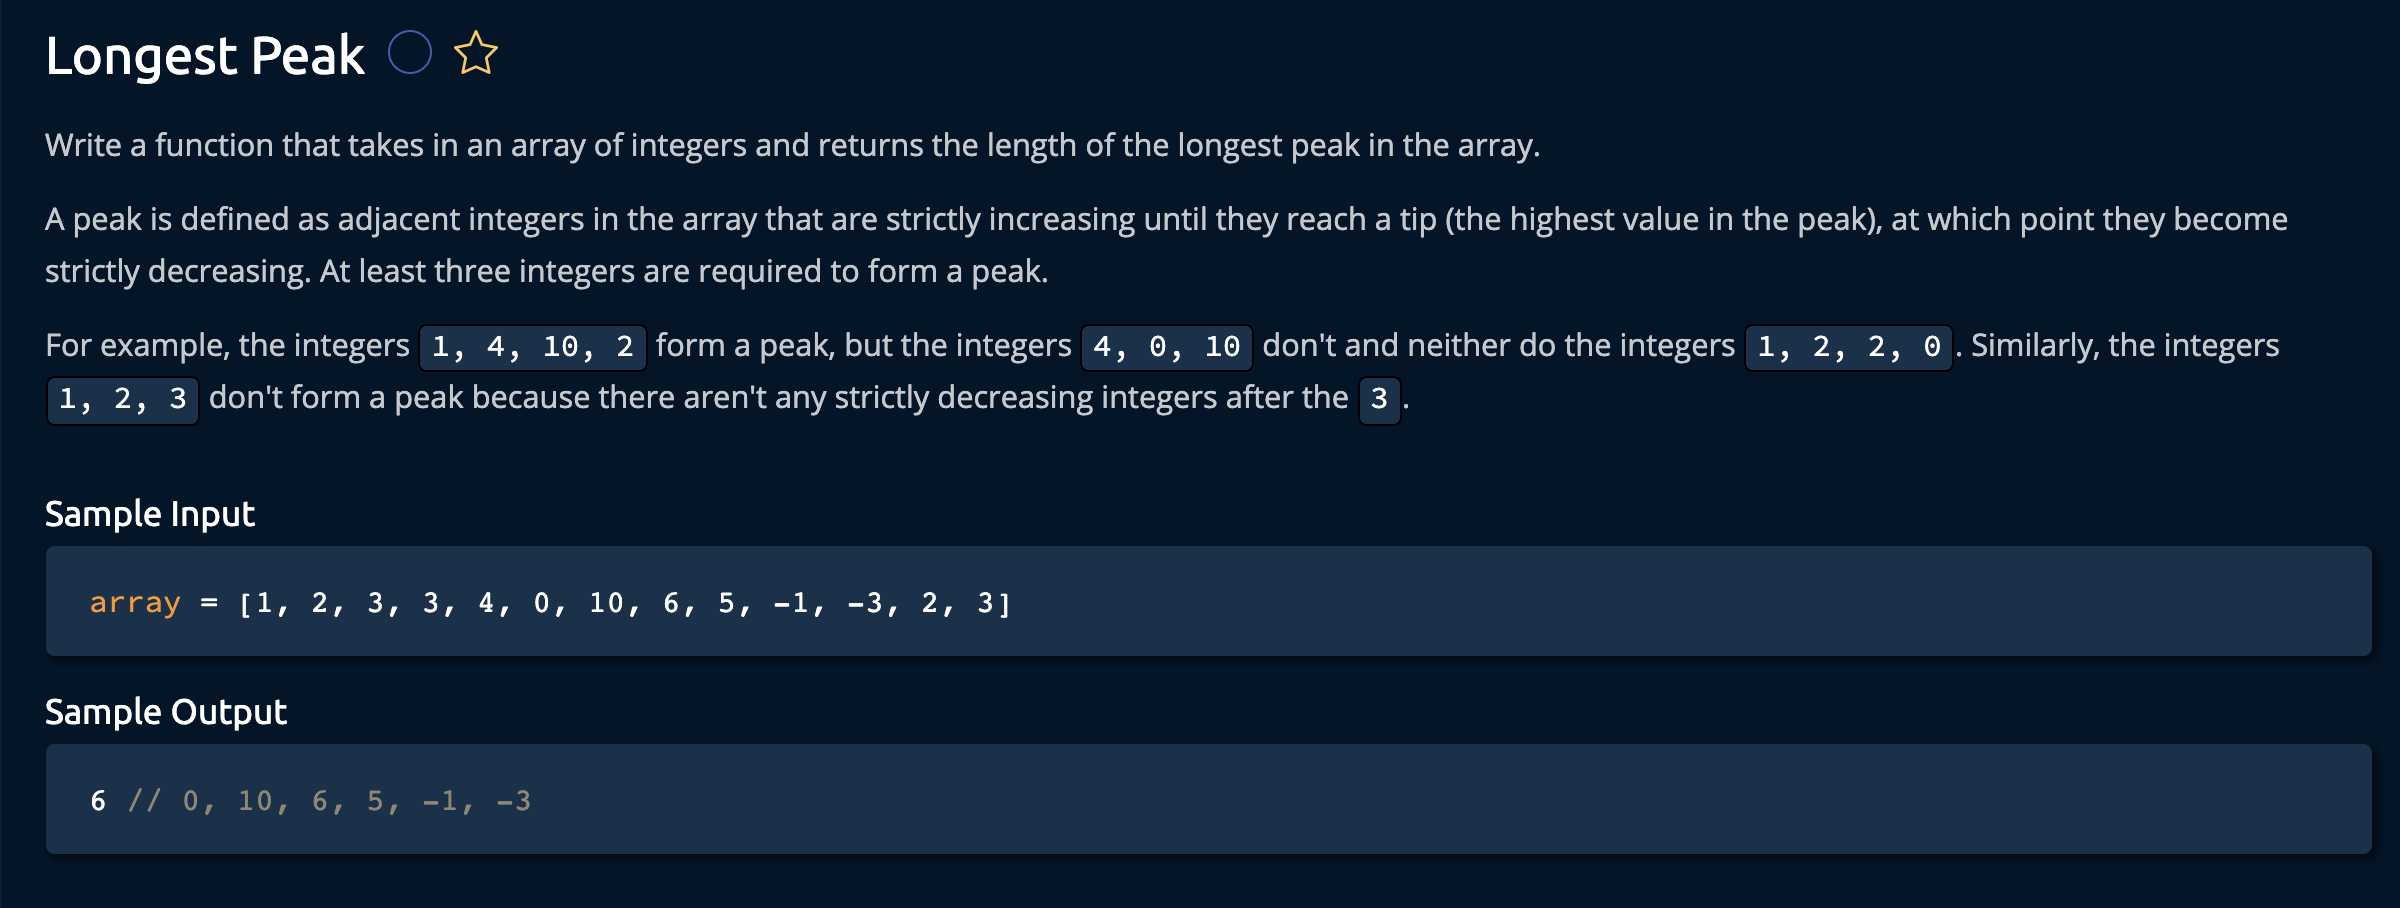 Longest Peak
Write a function that takes in an array of integers and returns the length of the longest peak in the array.
A peak is defined as adjacent integers in the array that are strictly increasing until they reach a tip (the highest value in the peak), at which point they become
strictly decreasing. At least three integers are required to form a peak.
For example, the integers 1, 4, 10, 2 form a peak, but the integers 4, 0, 10 don't and neither do the integers 1, 2, 2, 0. Similarly, the integers
1, 2, 3 don't form a peak because there aren't any strictly decreasing integers after the 3.
Sample Input
array = [1, 2, 3, 3, 4, 0, 10, 6, 5, -1, -3, 2, 3]
Sample Output
6 // 0, 10, 6, 5, -1, -3